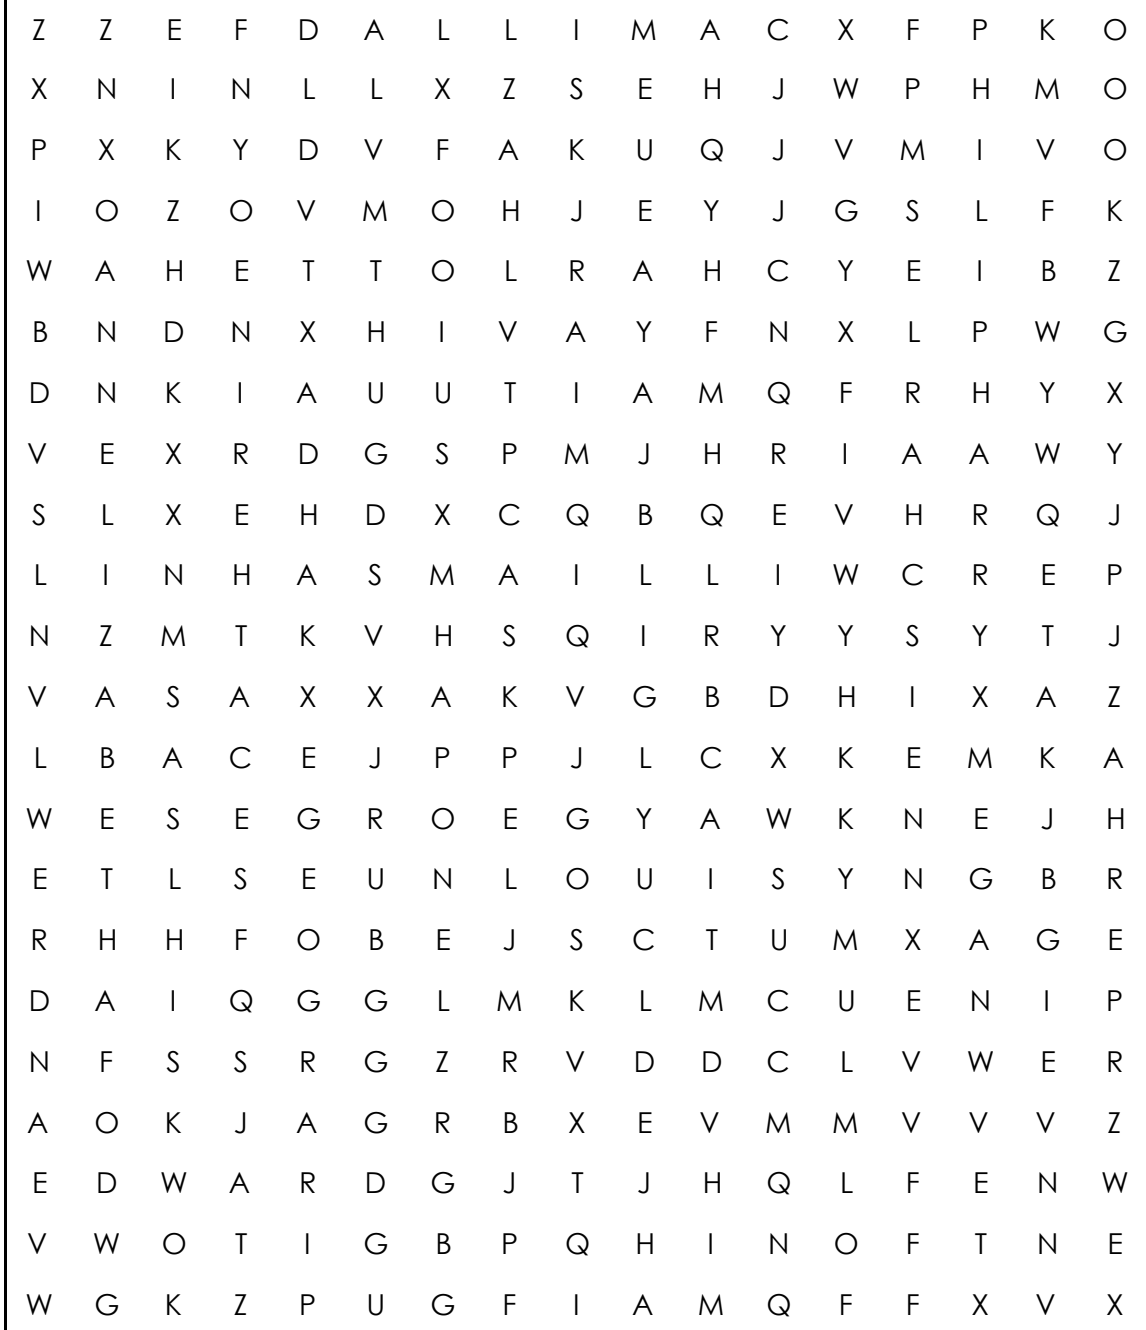 Z Z E F D A L L I M A C X F P K O
X N I N L L X Z S E H J W P H M O
P X K Y D V F A K U Q J V M I V O
I O Z O V M O H J E Y J G S L F K
W A H E T T O L R A H C Y E I B Z
B N D N X H I V A Y F N X L P W G
D N K I A U U T I A M Q F R H Y X
V E X R D G S P M J H R I A A W Y
S L X E H D X C Q B Q E V H R Q J
L I N H A S M A I L L I W C R E P
N Z M T K V H S Q I R Y Y S Y T J
V A S A X X A K V G B D H I X A Z
L B A C E J P P J L C X K E M K A
W E S E G R O E G Y A W K N E J H
E T L S E U N L O U I S Y N G B R
R H H F O B E J S C T U M X A G E
D A I Q G G L M K L M C U E N I P
N F S S R G Z R V D D C L V W E R
A O K J A G R B X E V M M V V V Z
E D W A R D G J T J H Q L F E N W
V W O T I G B P Q H I N O F T N E
W G K Z P U G F I A M Q F F X V X